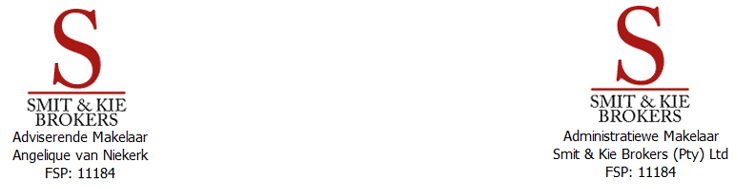 S
SMIT & KIE
BROKERS
Adviserende Makelaar
Angelique van Niekerk
FSP: 11184
S
SMIT & KIE
BROKERS
Administratiewe Makelaar
Smit & Kie Brokers (Pty) Ltd
FSP: 11184